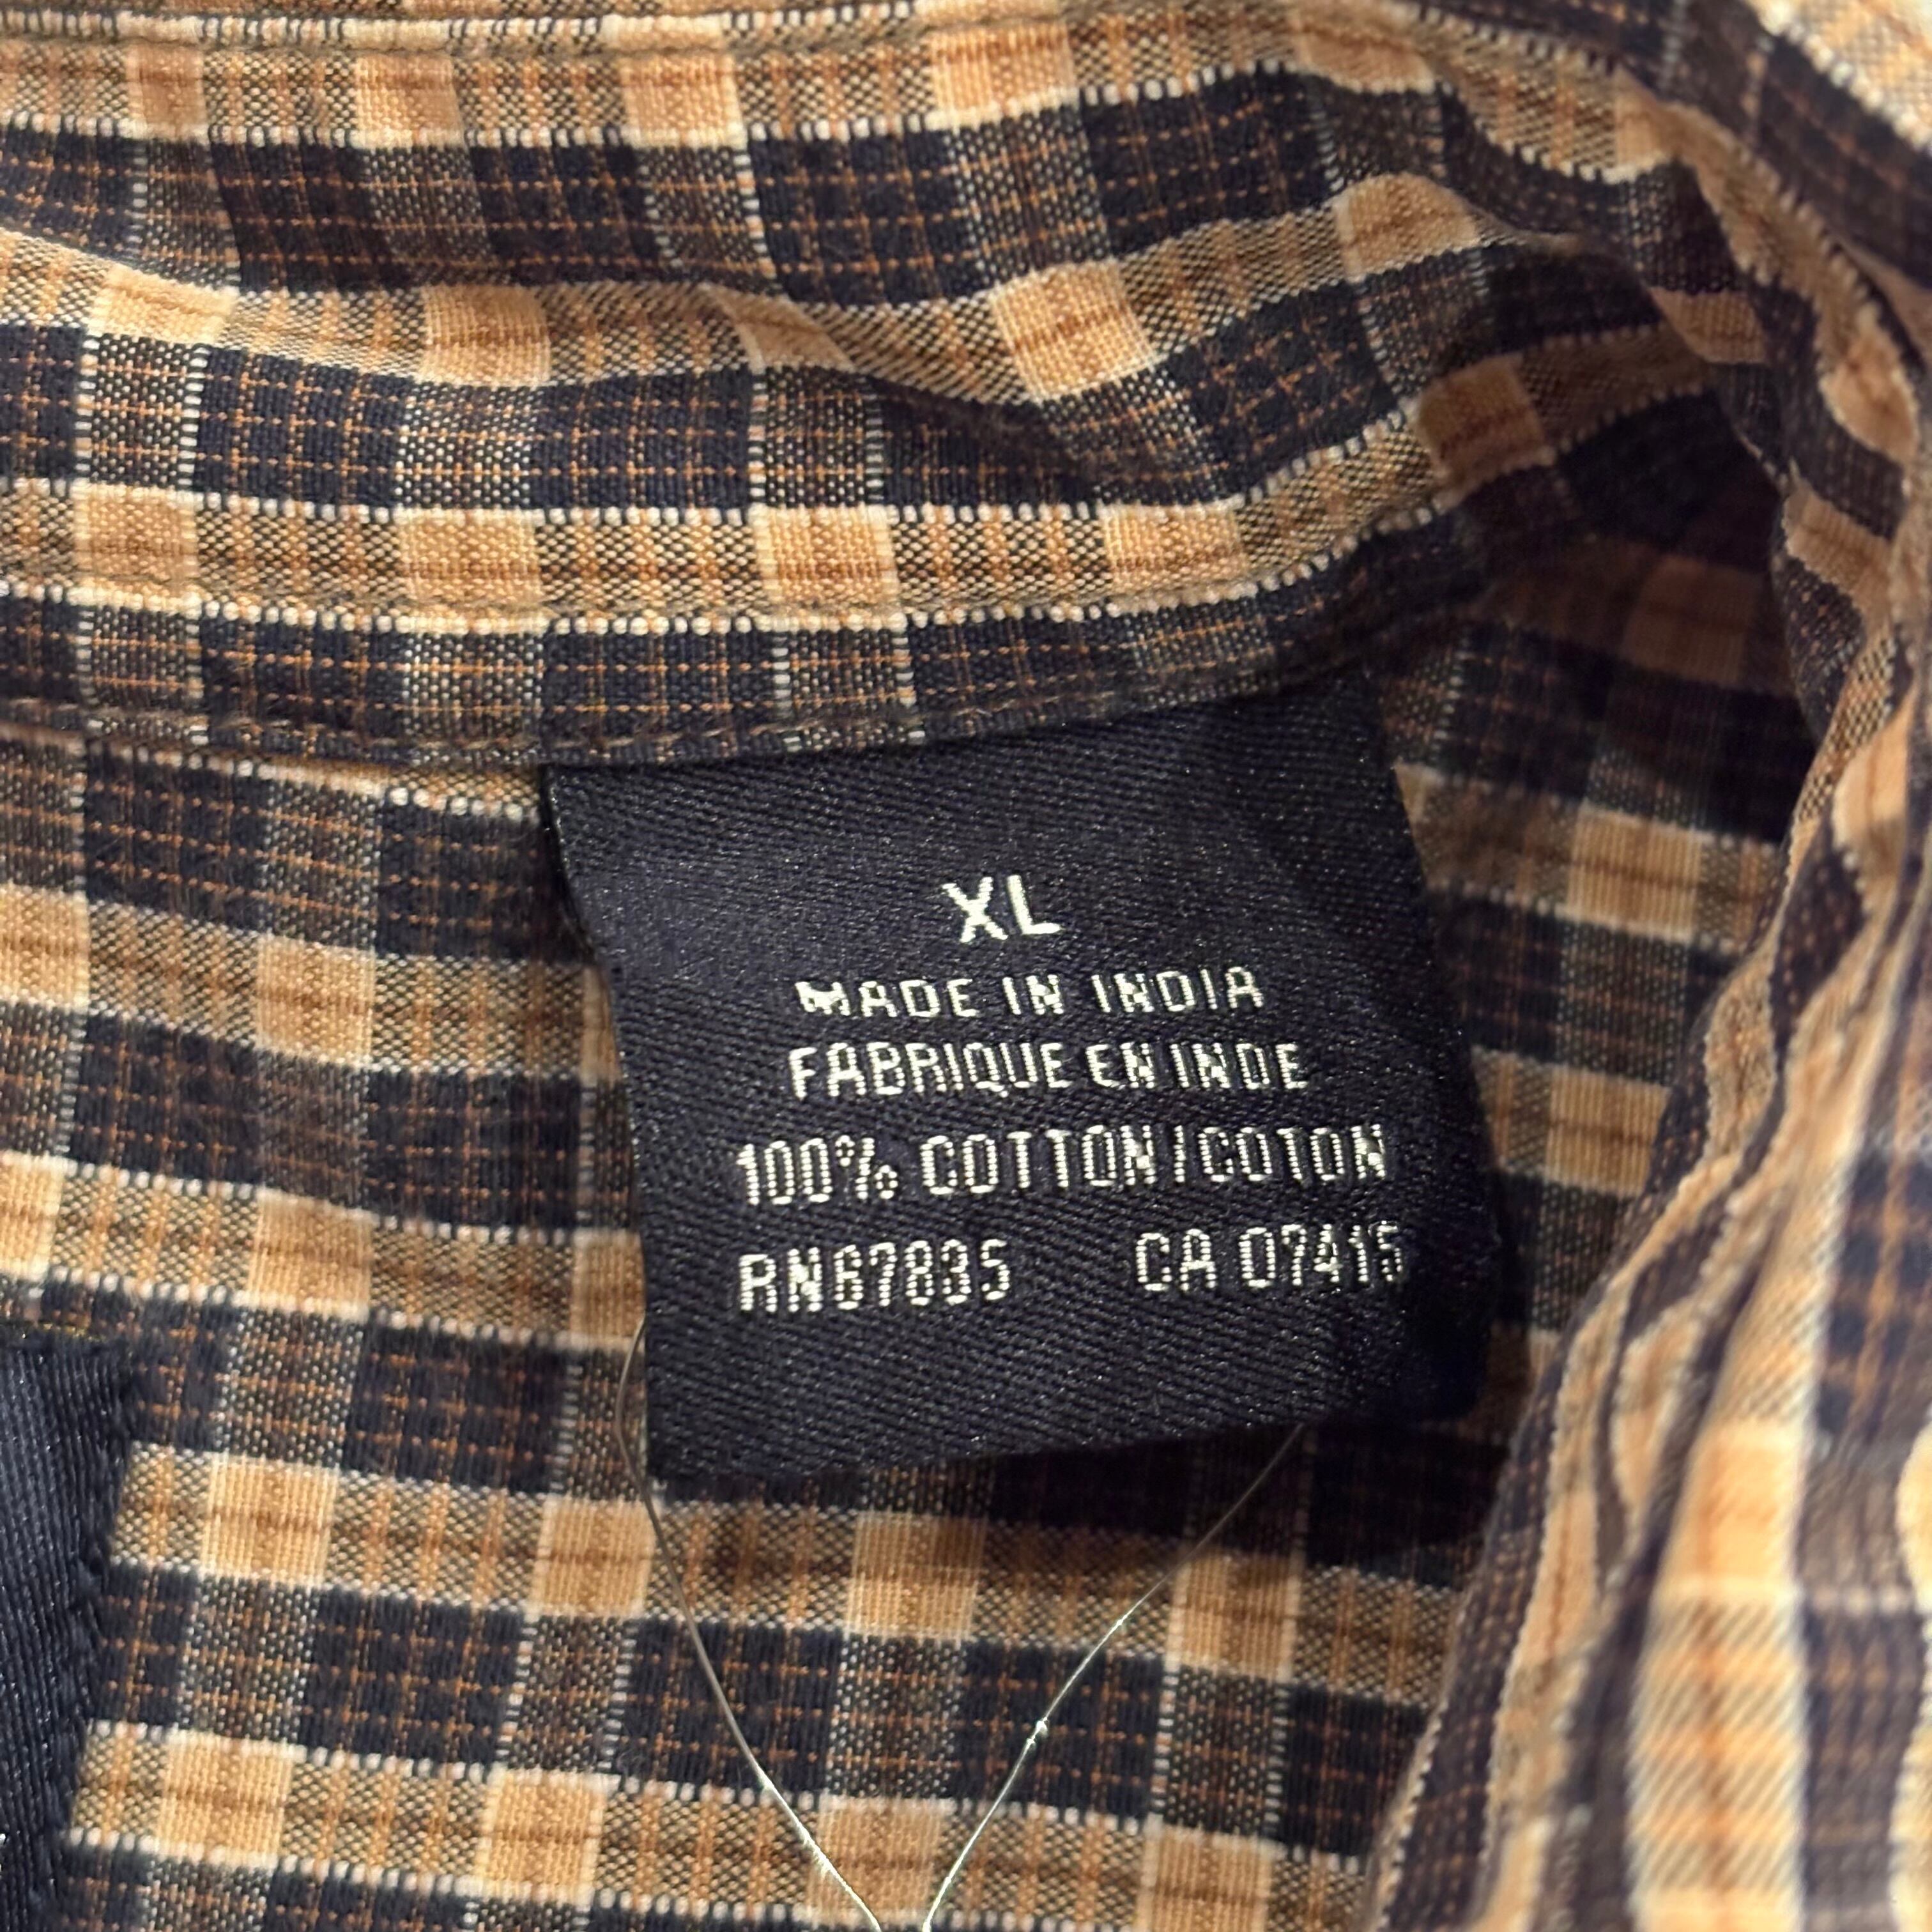 XL
MADE IN INDIA
FABRIQUE EN INDE
100% COTTON/COTON
RN67835 CA 07415